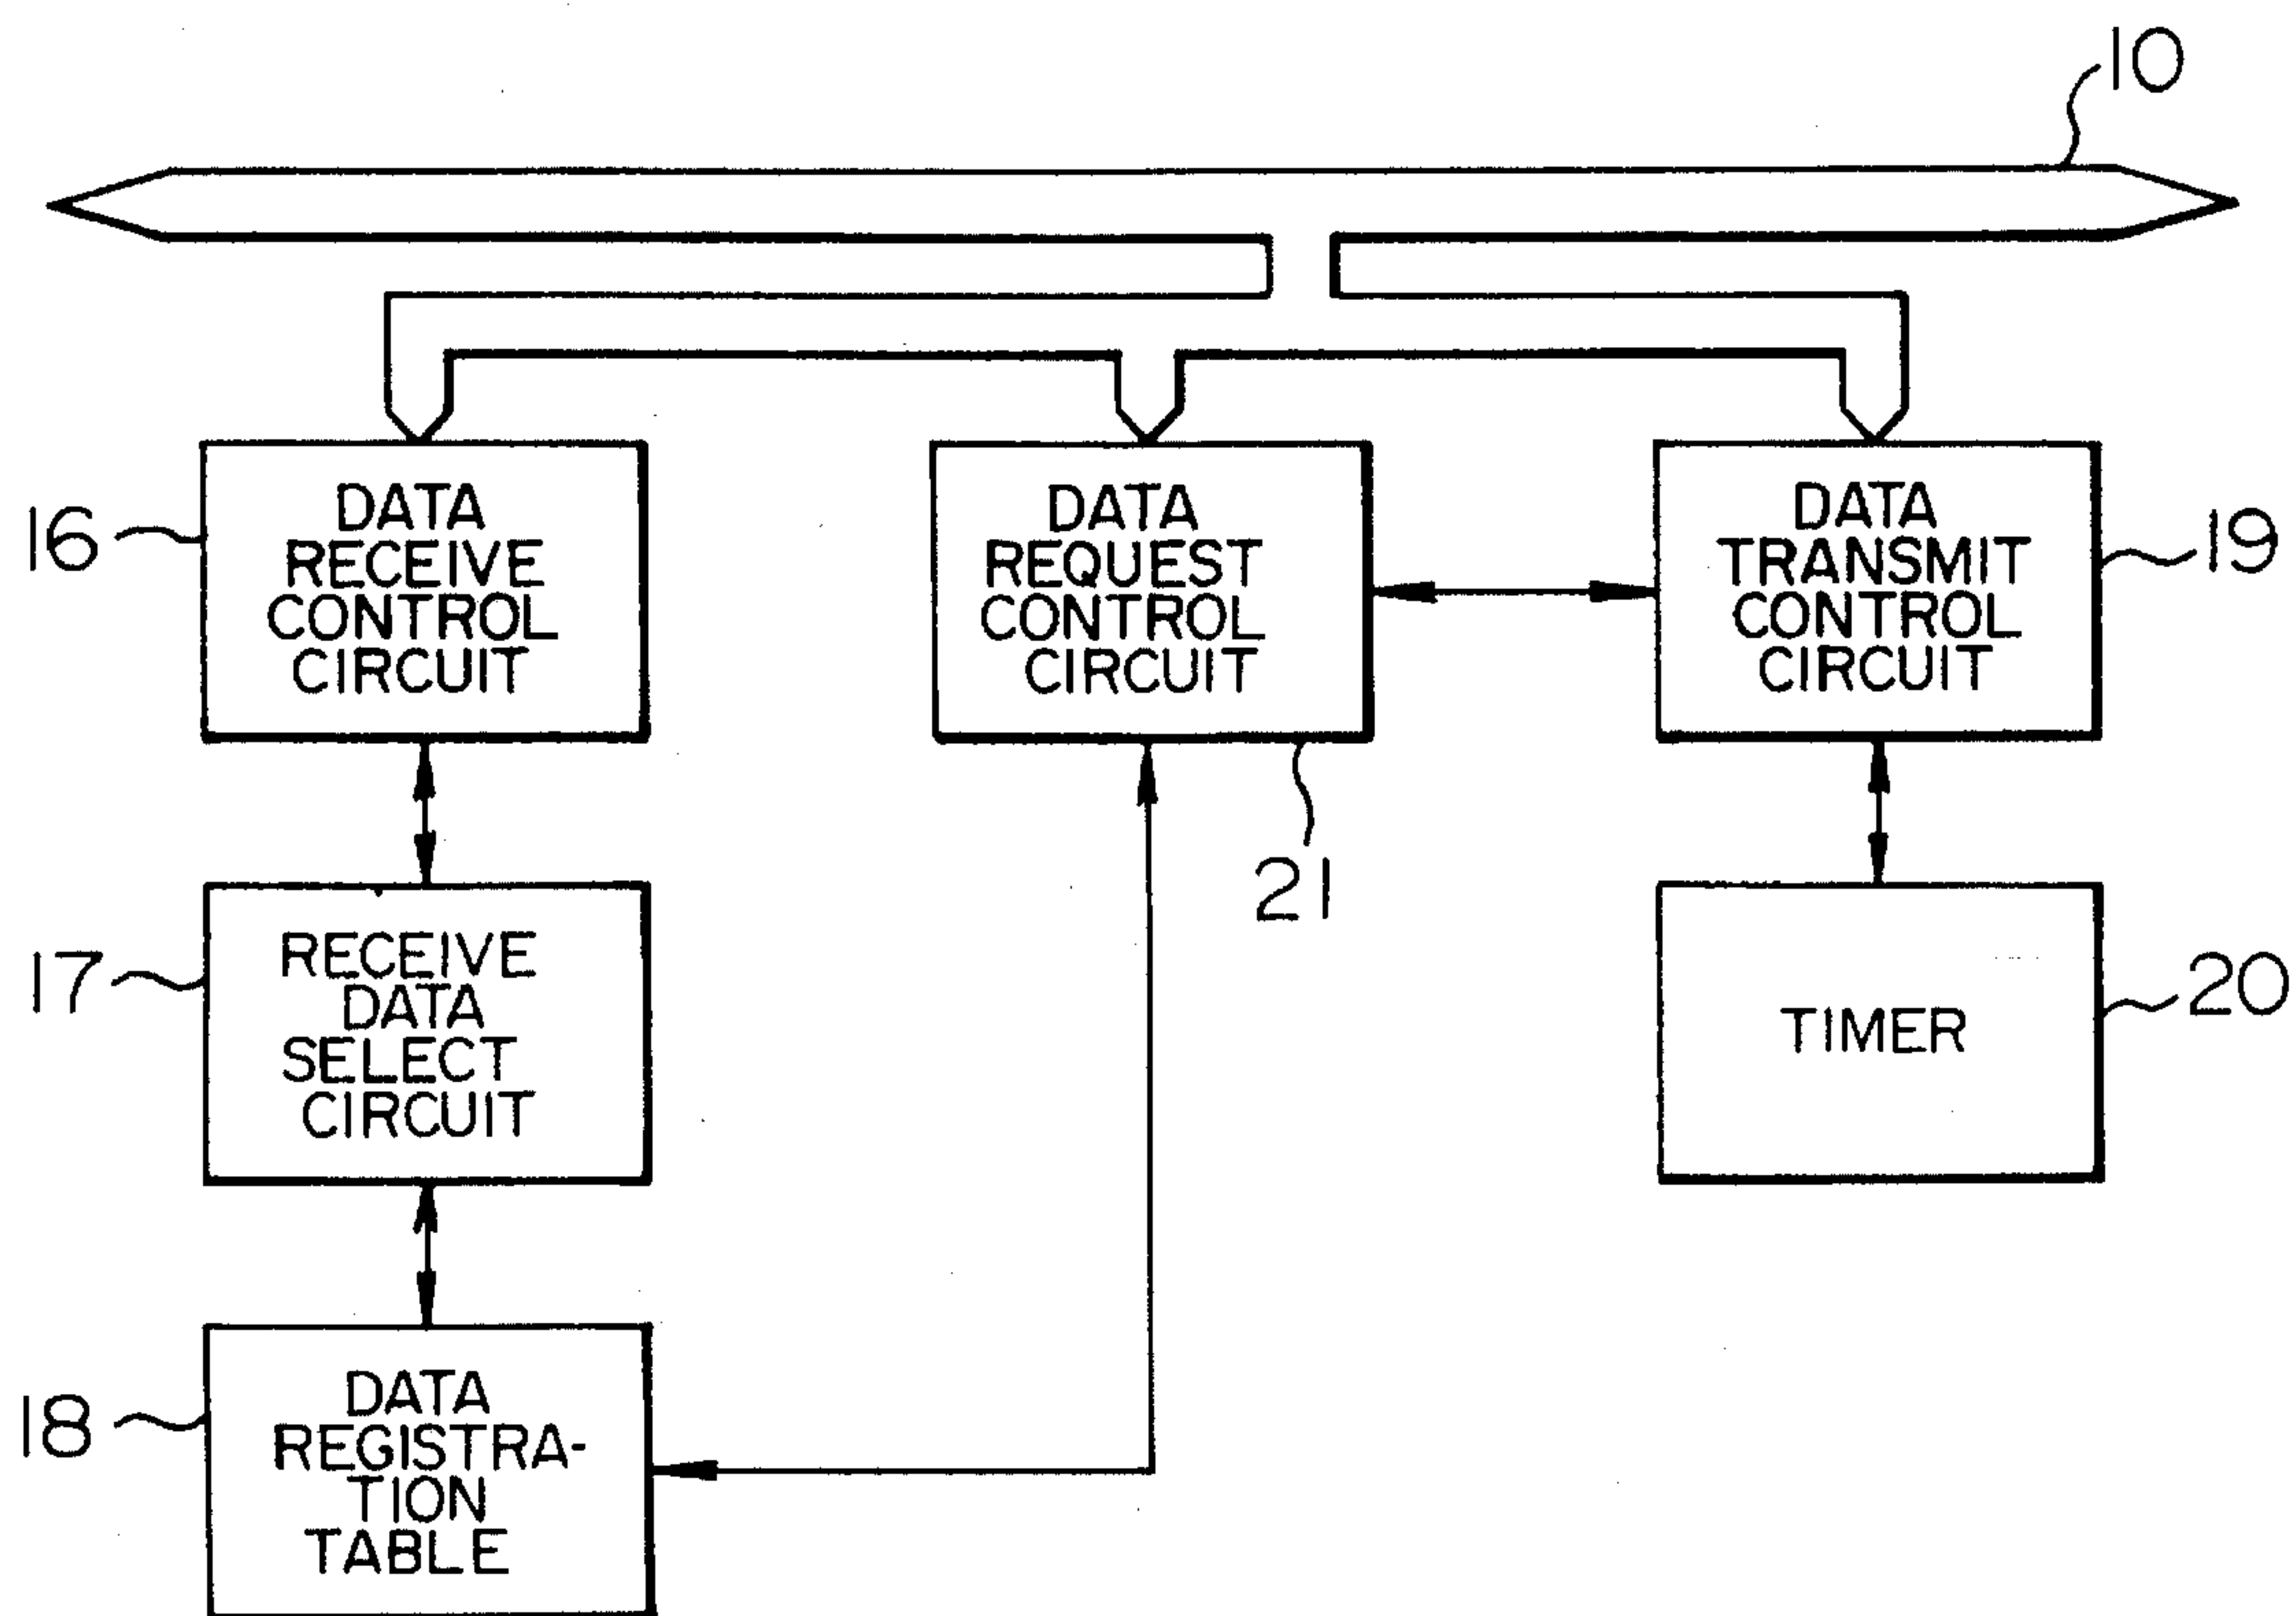 10
16
DATA
RECEIVE
CONTROL
CIRCUIT
DATA
REQUEST
CONTROL
CIRCUIT
21
DATA
TRANSMIT
CONTROL
CIRCUIT
19
17
RECEIVE
DATA
SELECT
CIRCUIT
TIMER
20
18
DATA
REGISTRA-
TION
TABLE